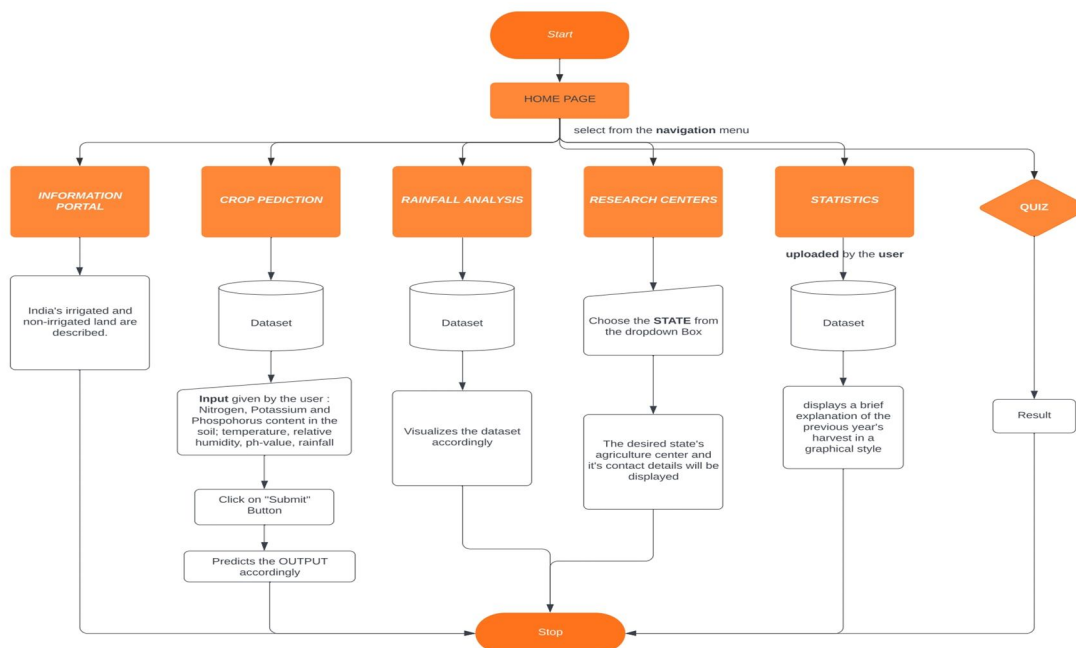 Start
HOME PAGE
select from the navigation menu
INFORMATION
PORTAL
CROP PEDICTION
RAINFALL ANALYSIS
RESEARCH CENTERS
STATISTICS
QUIZ
uploaded by the user
India's irrigated and
non-irrigated land are
described.
Dataset
Dataset
Choose the STATE from
the dropdown Box
Dataset
Input given by the user :
Nitrogen, Potassium and
Phospohorus content in the
soil; temperature, relative
humidity, ph-value, rainfall
Visualizes the dataset
accordingly
The desired state's
agriculture center and
it's contact details will be
displayed
displays a brief
explanation of the
previous year's
harvest in a
graphical style
Result
Click on "Submit"
Button
Predicts the OUTPUT
accordingly
Stop